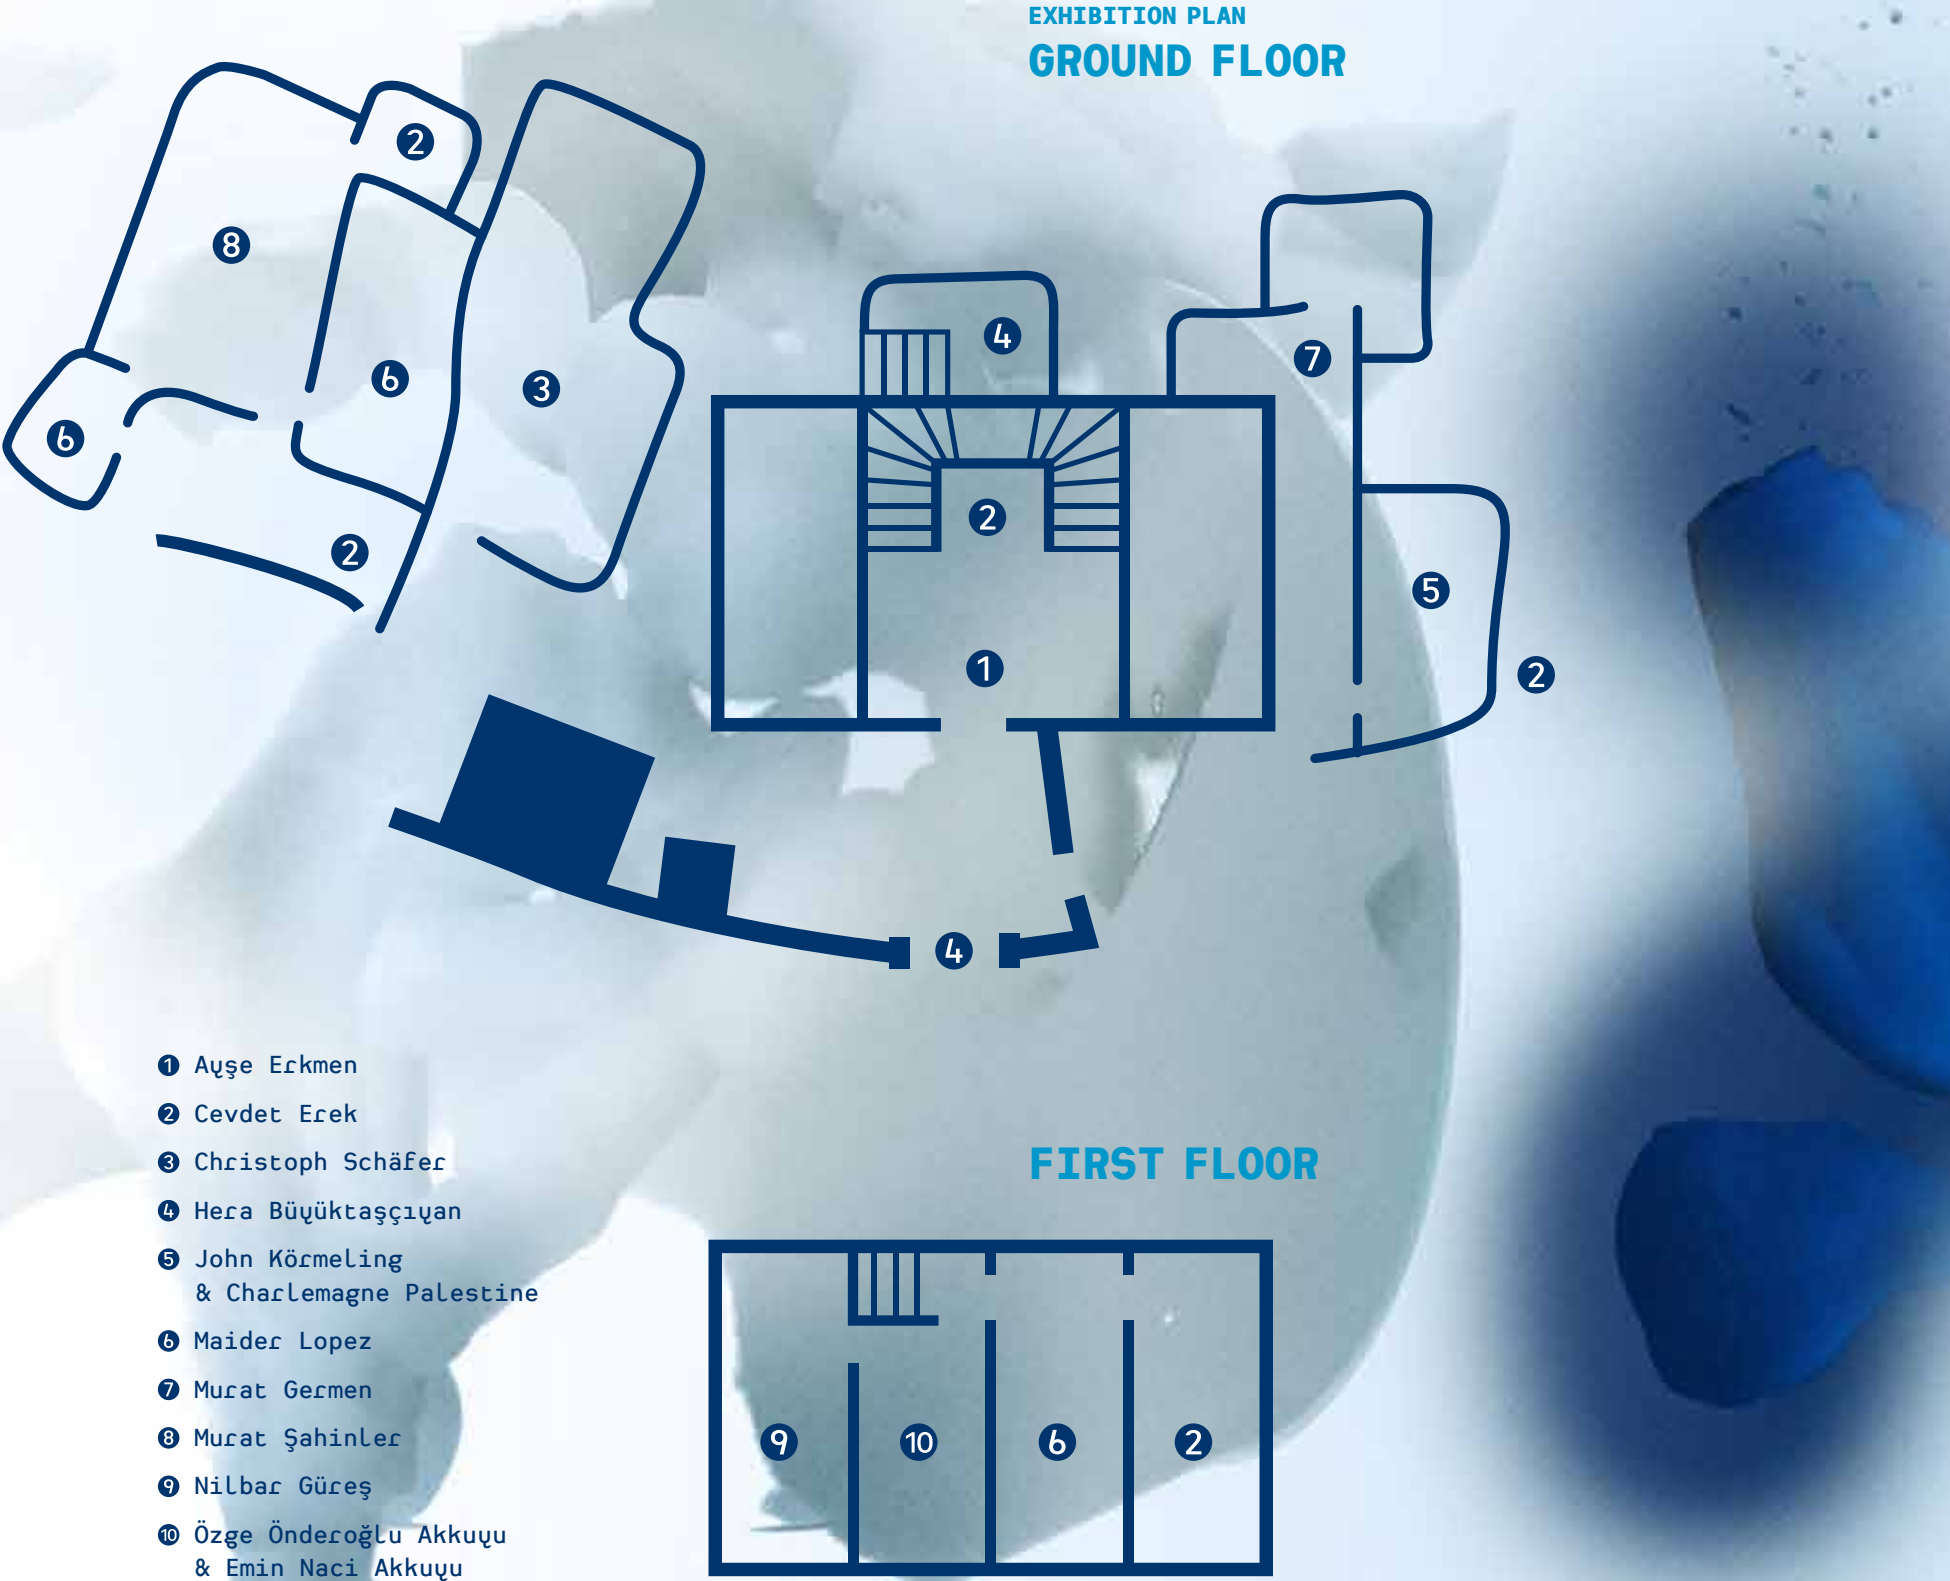 EXHIBITION PLAN
GROUND FLOOR
2
8
4
7
6
3
6
2
2
5
1
2
4
1 Ayşe Erkmen
2 Cevdet Erek
3 Christoph Schäfer
4 Hera Büyüktaşçıyan
5 John Körmeling
& Charlemagne Palestine
6 Maider Lopez
7 Murat Germen
8 Murat Şahinler
9 Nilbar Güreş
10 Özge Önderoğlu Akkuyu
& Emin Naci Akkuyu
FIRST FLOOR
9 10 6 2